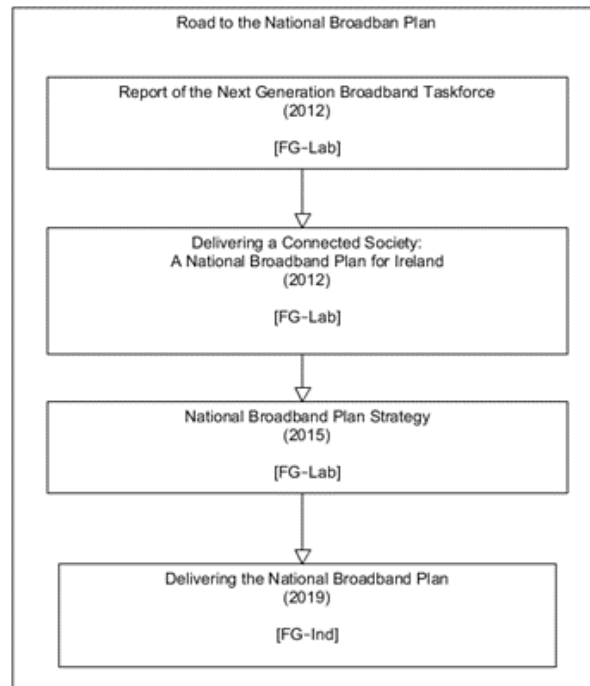 Road to the National Broadban Plan
Report of the Next Generation Broadband Taskforce
(2012)
[FG-Lab]
Delivering a Connected Society:
A National Broadband Plan for Ireland
(2012)
[FG-Lab]
National Broadband Plan Strategy
(2015)
[FG-Lab]
Delivering the National Broadband Plan
(2019)
[FG-Ind]